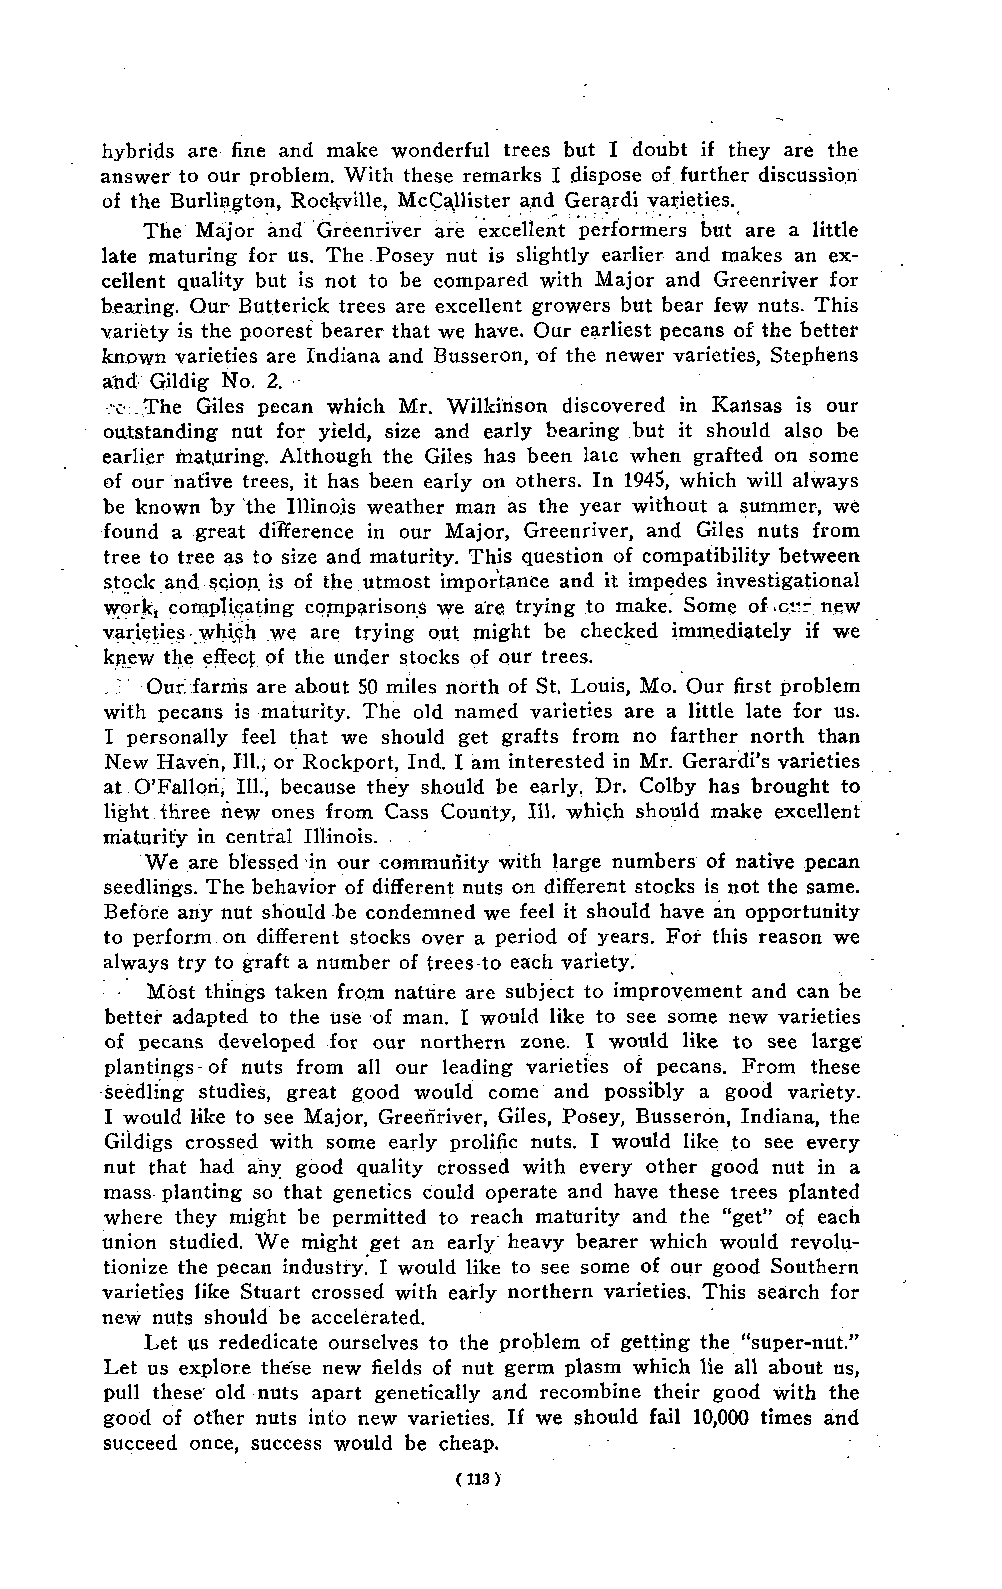 hybrids are fine and make wonderful trees but I doubt if they are the
answer to our problem. With these remarks I dispose of further discussion
of the Burlington, Rockville, McCallister and Gerardi varieties.
The Major and Greenriver are excellent performers but are a little
late maturing for us. The Posey nut is slightly earlier and makes an ex-
cellent quality but is not to be compared with Major and Greenriver for
bearing. Our Butterick trees are excellent growers but bear few nuts. This
variety is the poorest bearer that we have. Our earliest pecans of the better
known varieties are Indiana and Busseron, of the newer varieties, Stephens
and Gildig No. 2.
The Giles pecan which Mr. Wilkinson discovered in Kansas is our
outstanding nut for yield, size and early bearing but it should also be
earlier maturing. Although the Giles has been late when grafted on some
of our native trees, it has been early on others. In 1945, which will always
be known by the Illinois weather man as the year without a summer, we
found a great difference in our Major, Greenriver, and Giles nuts from
tree to tree as to size and maturity. This question of compatibility between
stock and scion is of the utmost importance and it impedes investigational
work, complicating comparisons we are trying to make. Some of our new
varieties which we are trying out might be checked immediately if we
knew the effect of the under stocks of our trees.
Our farms are about 50 miles north of St. Louis, Mo. Our first problem
with pecans is maturity. The old named varieties are a little late for us.
I personally feel that we should get grafts from no farther north than
New Haven, Ill., or Rockport, Ind. I am interested in Mr. Gerardi's varieties
at O'Fallon, Ill., because they should be early. Dr. Colby has brought to
light three new ones from Cass County, Ill. which should make excellent
maturity in central Illinois.
We are blessed in our community with large numbers of native pecan
seedlings. The behavior of different nuts on different stocks is not the same.
Before any nut should be condemned we feel it should have an opportunity
to perform on different stocks over a period of years. For this reason we
always try to graft a number of trees to each variety.
Most things taken from nature are subject to improvement and can be
better adapted to the use of man. I would like to see some new varieties
of pecans developed for our northern zone. I would like to see large
plantings of nuts from all our leading varieties of pecans. From these
seedling studies, great good would come and possibly a good variety.
I would like to see Major, Greenriver, Giles, Posey, Busseron, Indiana, the
Gildigs crossed with some early prolific nuts. I would like to see every
nut that had any good quality crossed with every other good nut in a
mass planting so that genetics could operate and have these trees planted
where they might be permitted to reach maturity and the "get" of each
union studied. We might get an early heavy bearer which would revolu-
tionize the pecan industry. I would like to see some of our good Southern
varieties like Stuart crossed with early northern varieties. This search for
new nuts should be accelerated.
Let us rededicate ourselves to the problem of getting the "super-nut."
Let us explore these new fields of nut germ plasm which lie all about us,
pull these old nuts apart genetically and recombine their good with the
good of other nuts into new varieties. If we should fail 10,000 times and
succeed once, success would be cheap.
(113)